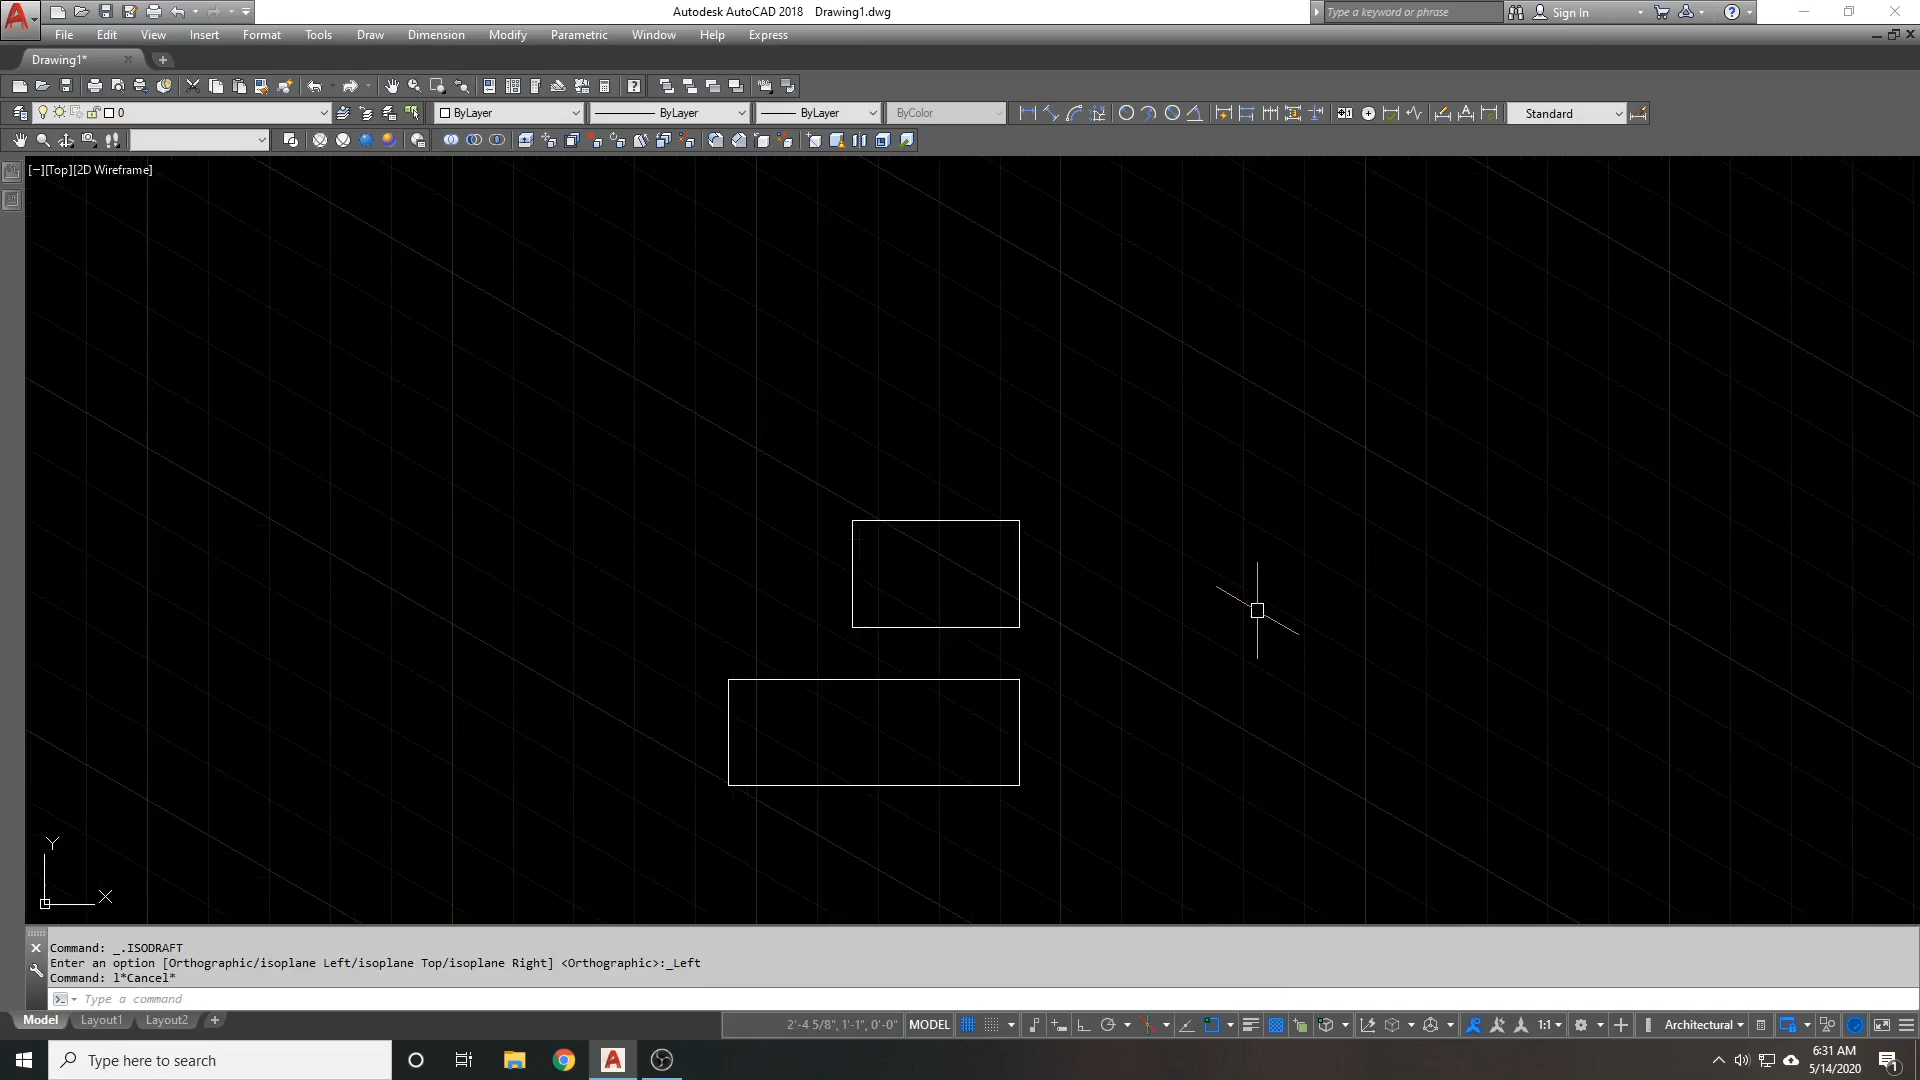 Autodesk AutoCAD 2018 Drawing1.dwg
Type a keyword or phrase
Sign In
File Edit View Insert Format Tools Draw Dimension Modify Parametric Window Help Express
Drawing1*
0
ByLayer
ByLayer
ByLayer
ByColor
Standard
[−][Top][2D Wireframe]
Y
X
Command: _.ISODRAFT
Enter an option [Orthographic/isoplane Left/isoplane Top/isoplane Right] <Orthographic>:_Left
Command: l*Cancel*
Type a command
Model Layout1 Layout2
2'-4 5/8", 1'-1", 0'-0" MODEL
1:1
Architectural
Type here to search
6:31 AM
5/14/2020
1